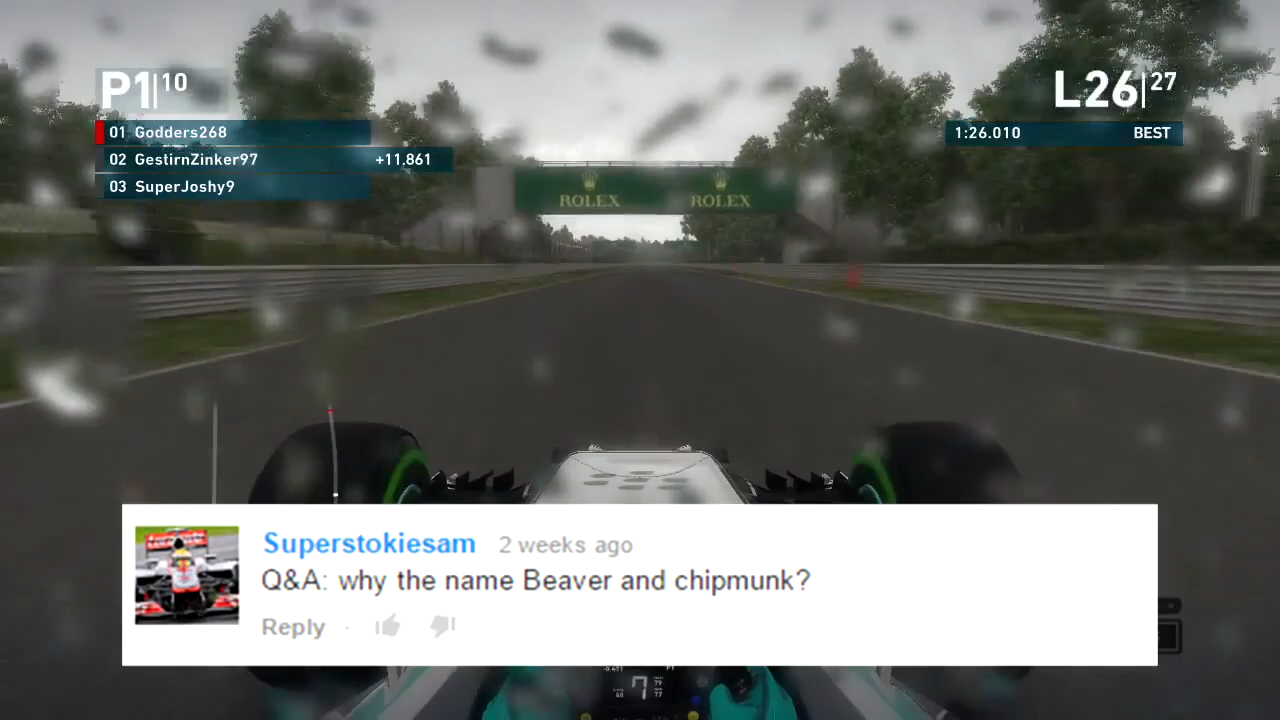 P1|10
L26|27
01 Godders268
1:26.010 BEST
02 GestirnZinker97 +11.861
03 SuperJoshy9
ROLEX ROLEX
Superstokiesam 2 weeks ago
Q&A: why the name Beaver and chipmunk?
Reply ·
7